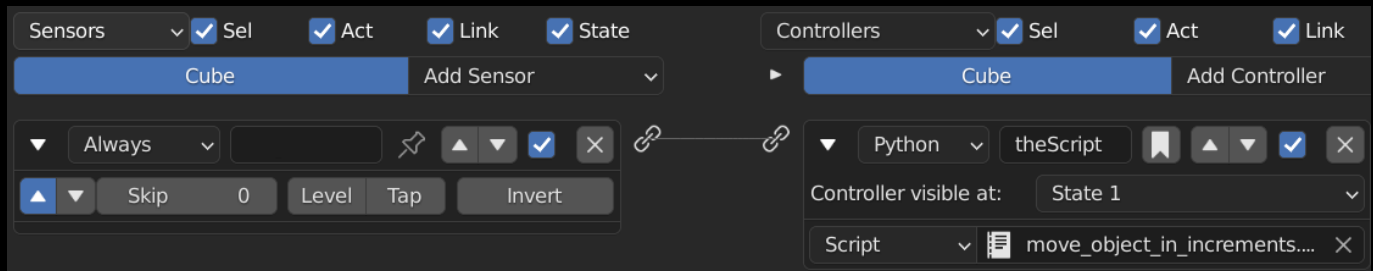 Sensors Sel Act Link State Controllers Sel Act Link
Cube Add Sensor Cube Add Controller
Always Python theScript
Controller visible at: State 1
Skip 0 Level Tap Invert
Script move_object_in_increments....